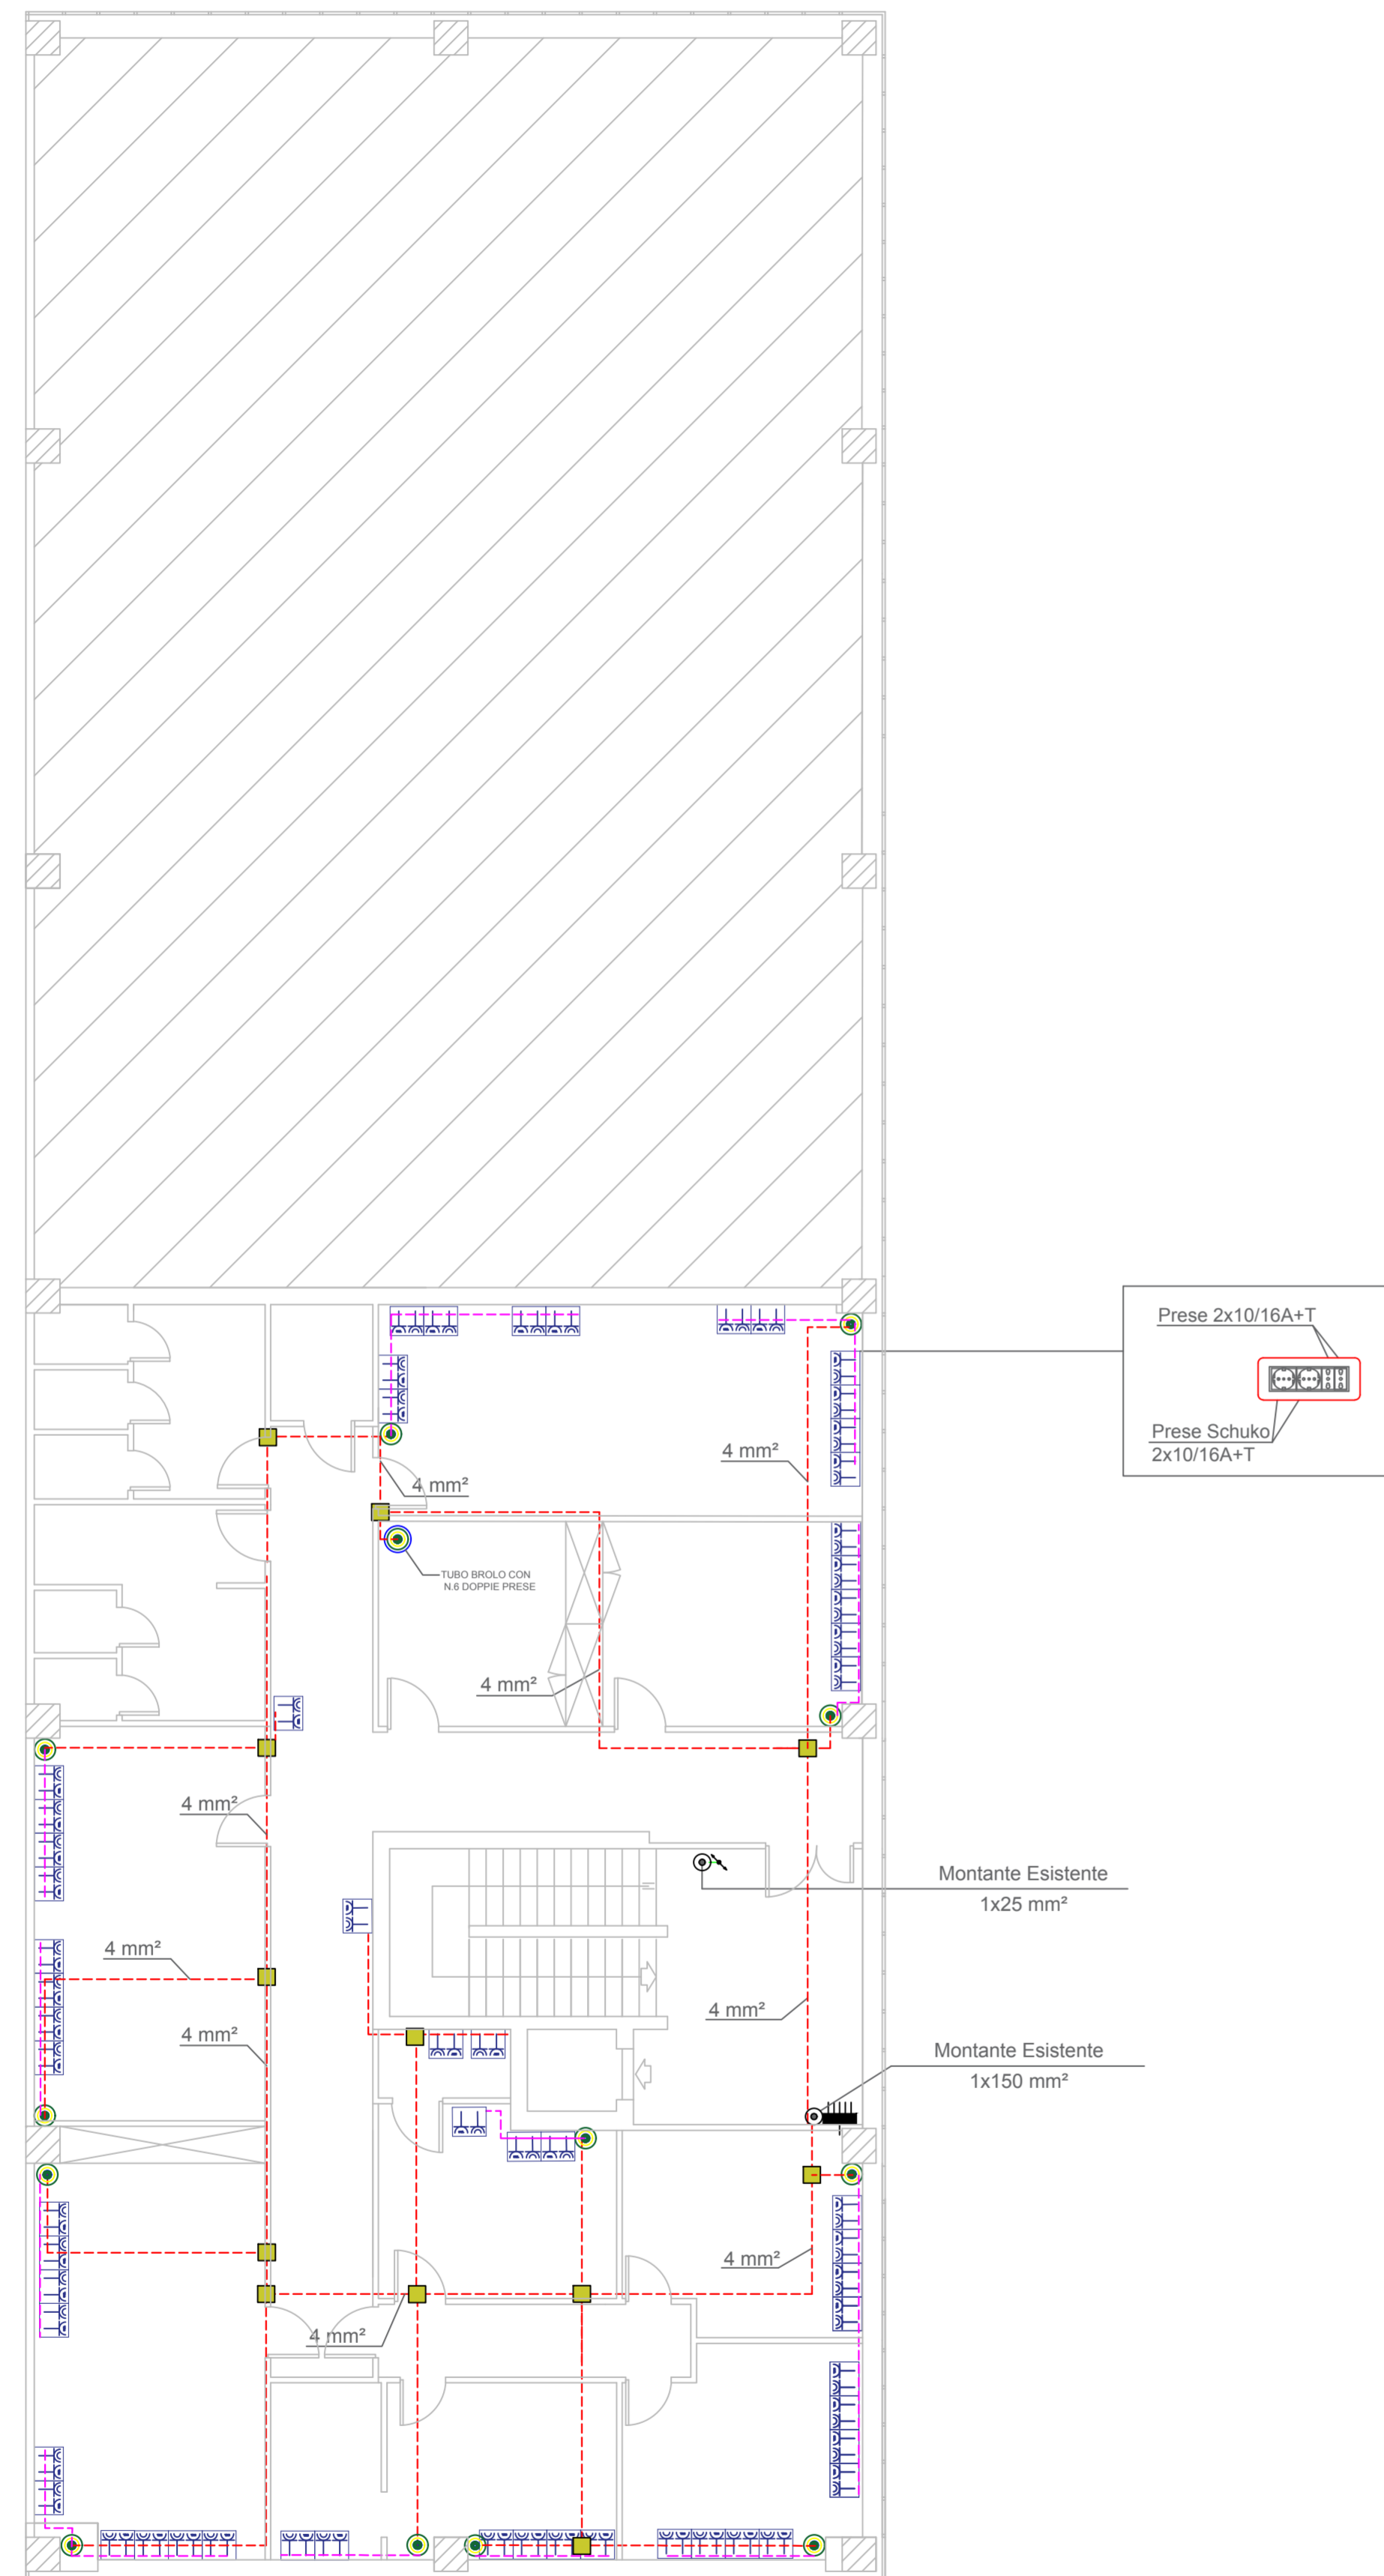 Prese 2x10/16A+T
Prese Schuko
2x10/16A+T
4 mm²
4 mm²
TUBO BROLO CON
N.6 DOPPIE PRESE
4 mm²
4 mm²
Montante Esistente
1x25 mm²
4 mm²
4 mm²
4 mm²
Montante Esistente
1x150 mm²
4 mm²
4 mm²